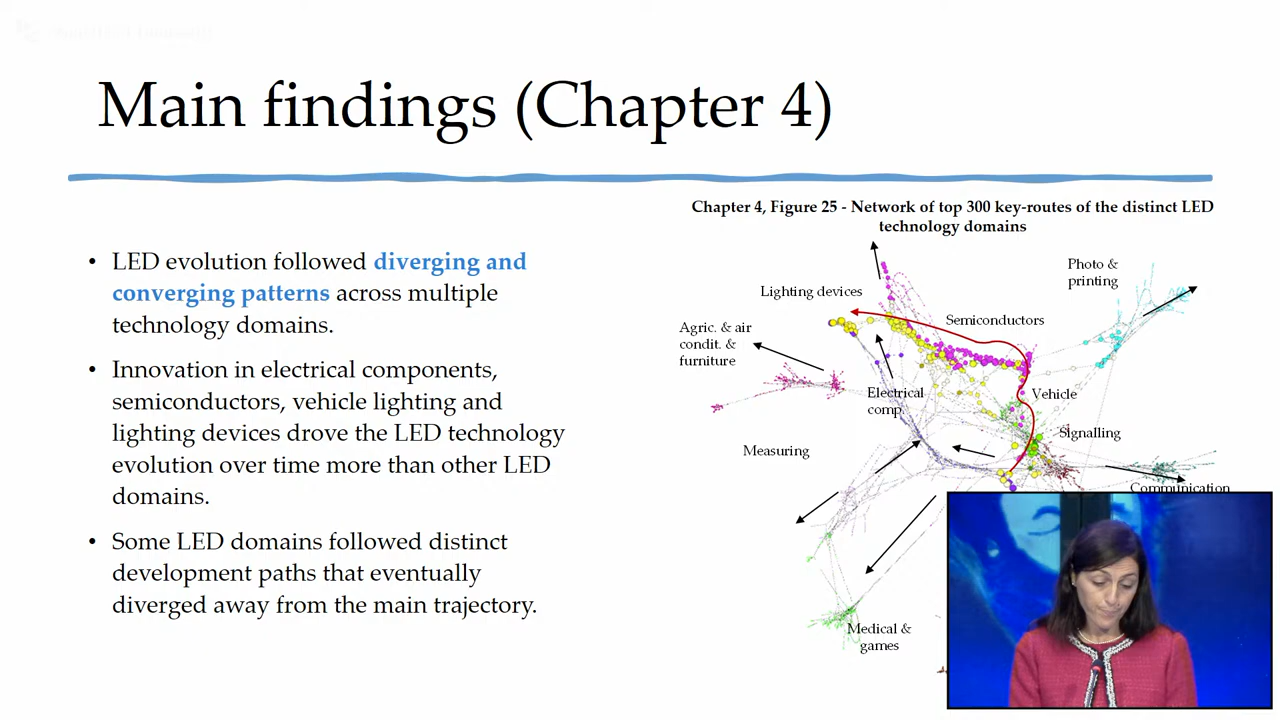 Main findings (Chapter 4)
• LED evolution followed diverging and
converging patterns across multiple
technology domains.
• Innovation in electrical components,
semiconductors, vehicle lighting and
lighting devices drove the LED technology
evolution over time more than other LED
domains.
• Some LED domains followed distinct
development paths that eventually
diverged away from the main trajectory.
Chapter 4, Figure 25 - Network of top 300 key-routes of the distinct LED
technology domains
Photo &
printing
Lighting devices
Semiconductors
Agric. & air
condit. &
furniture
Electrical
comp.
Vehicle
Signalling
Measuring
Communication
Medical &
games